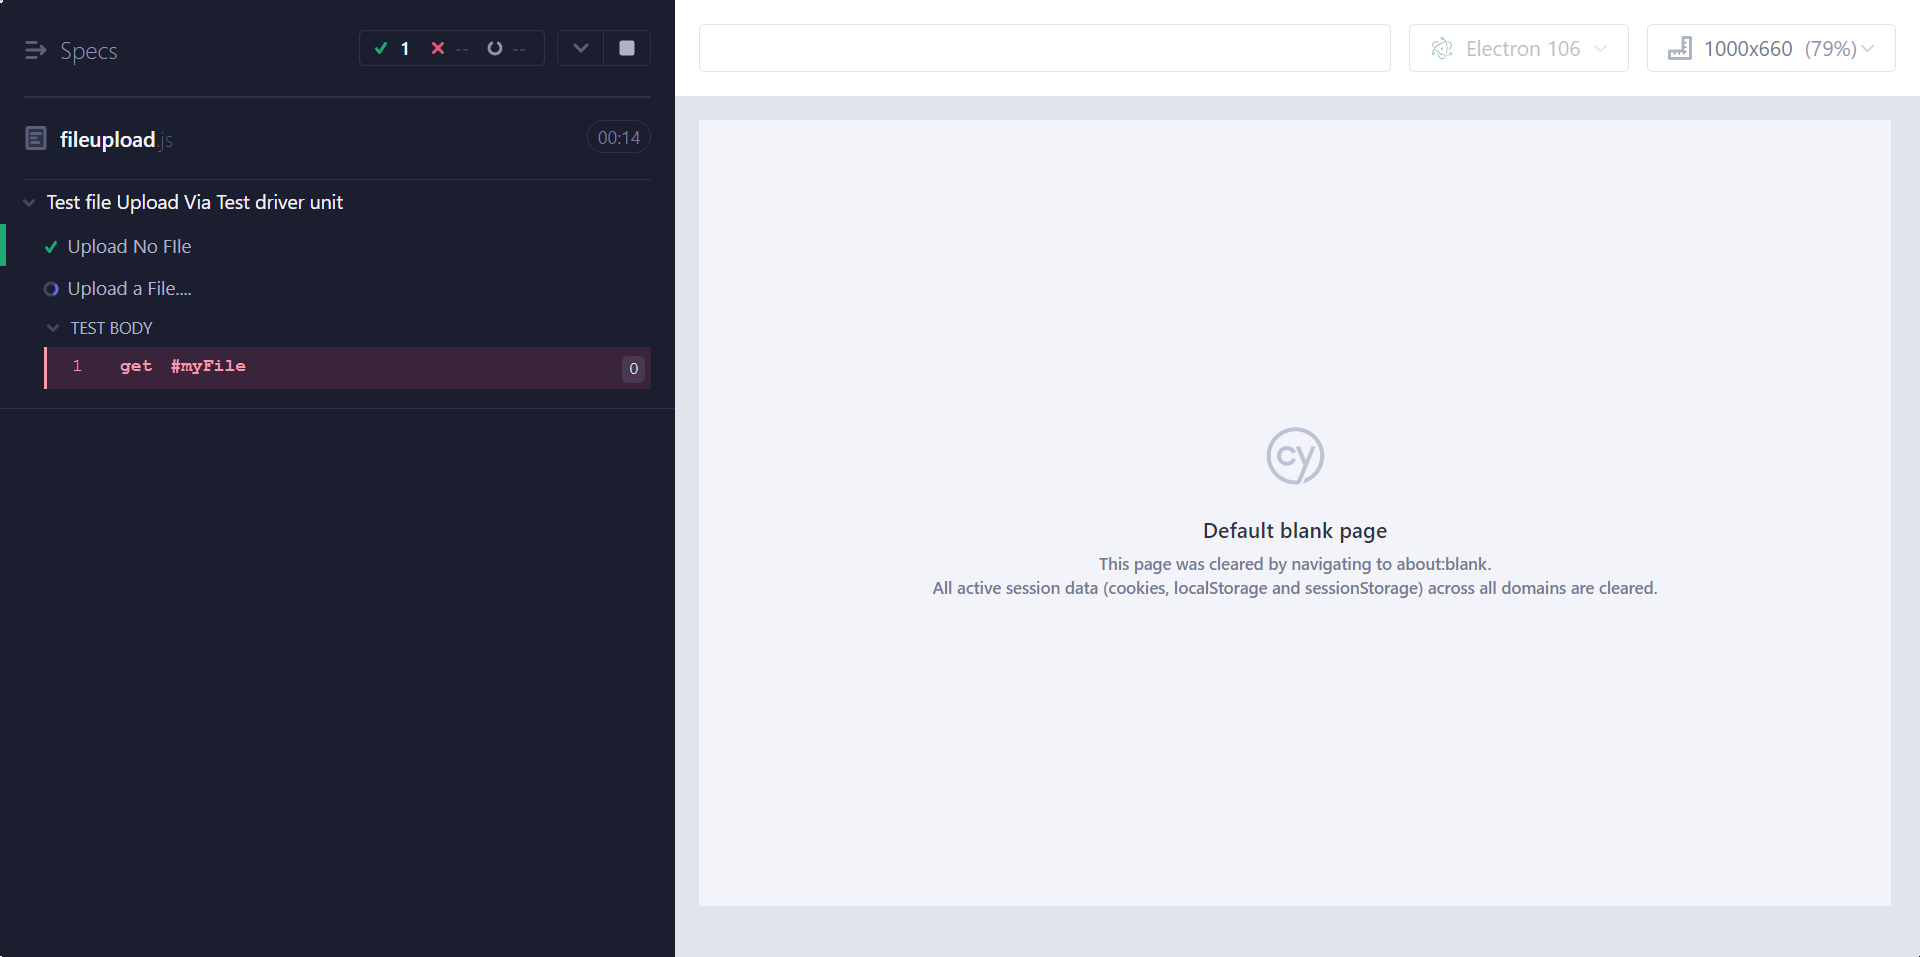 Specs
1 -- --
fileupload.js
00:14
Test file Upload Via Test driver unit
Upload No FIle
Upload a File....
TEST BODY
1 get #myFile 0
Electron 106
1000x660 (79%)
cy
Default blank page
This page was cleared by navigating to about:blank.
All active session data (cookies, localStorage and sessionStorage) across all domains are cleared.